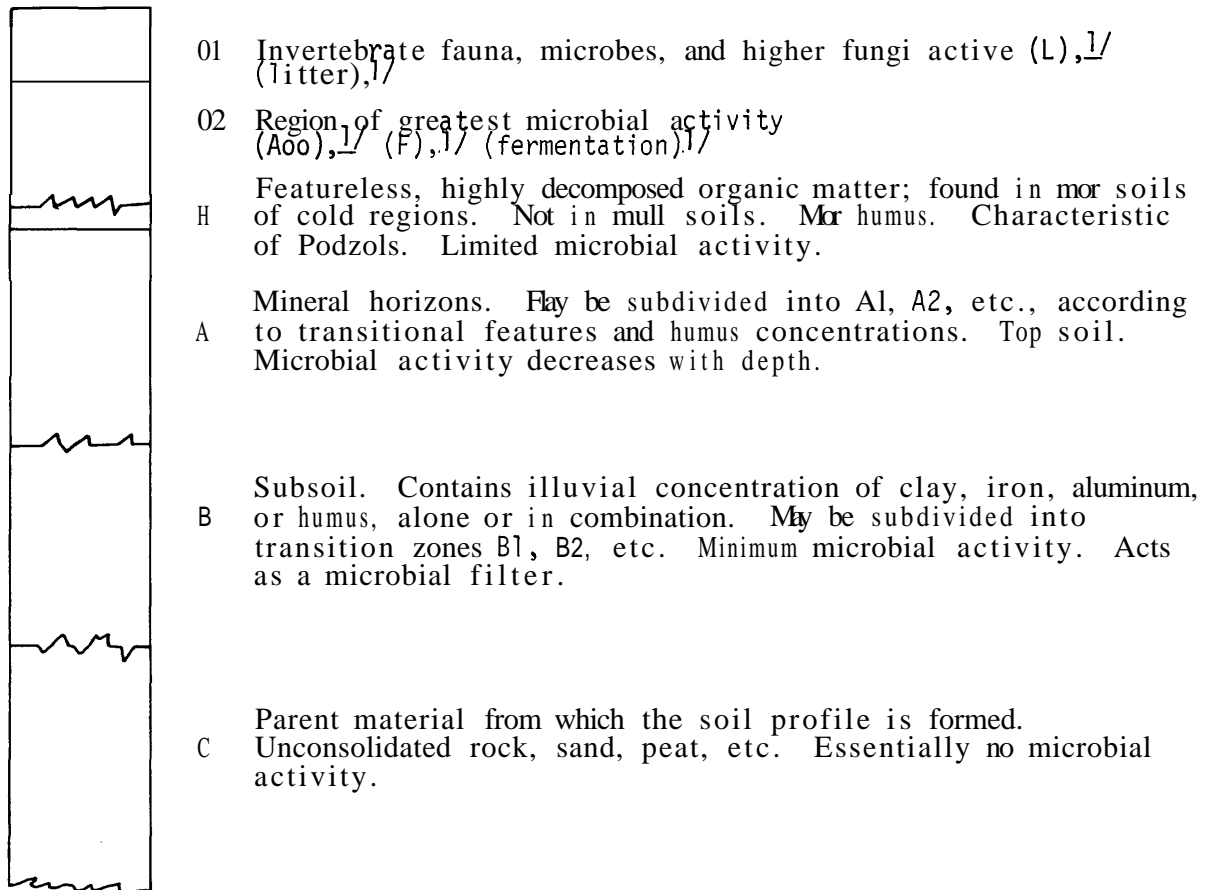 01 Invertebrate fauna, microbes, and higher fungi active (L),1/
(litter),1/
02 Region of greatest microbial activity
(Aoo),1/ (F),1/ (fermentation)1/
Featureless, highly decomposed organic matter; found in mor soils
H of cold regions. Not in mull soils. Mor humus. Characteristic
of Podzols. Limited microbial activity.
Mineral horizons. Flay be subdivided into Al, A2, etc., according
A to transitional features and humus concentrations. Top soil.
Microbial activity decreases with depth.
Subsoil. Contains illuvial concentration of clay, iron, aluminum,
B or humus, alone or in combination. May be subdivided into
transition zones B1, B2, etc. Minimum microbial activity. Acts
as a microbial filter.
Parent material from which the soil profile is formed.
C Unconsolidated rock, sand, peat, etc. Essentially no microbial
activity.